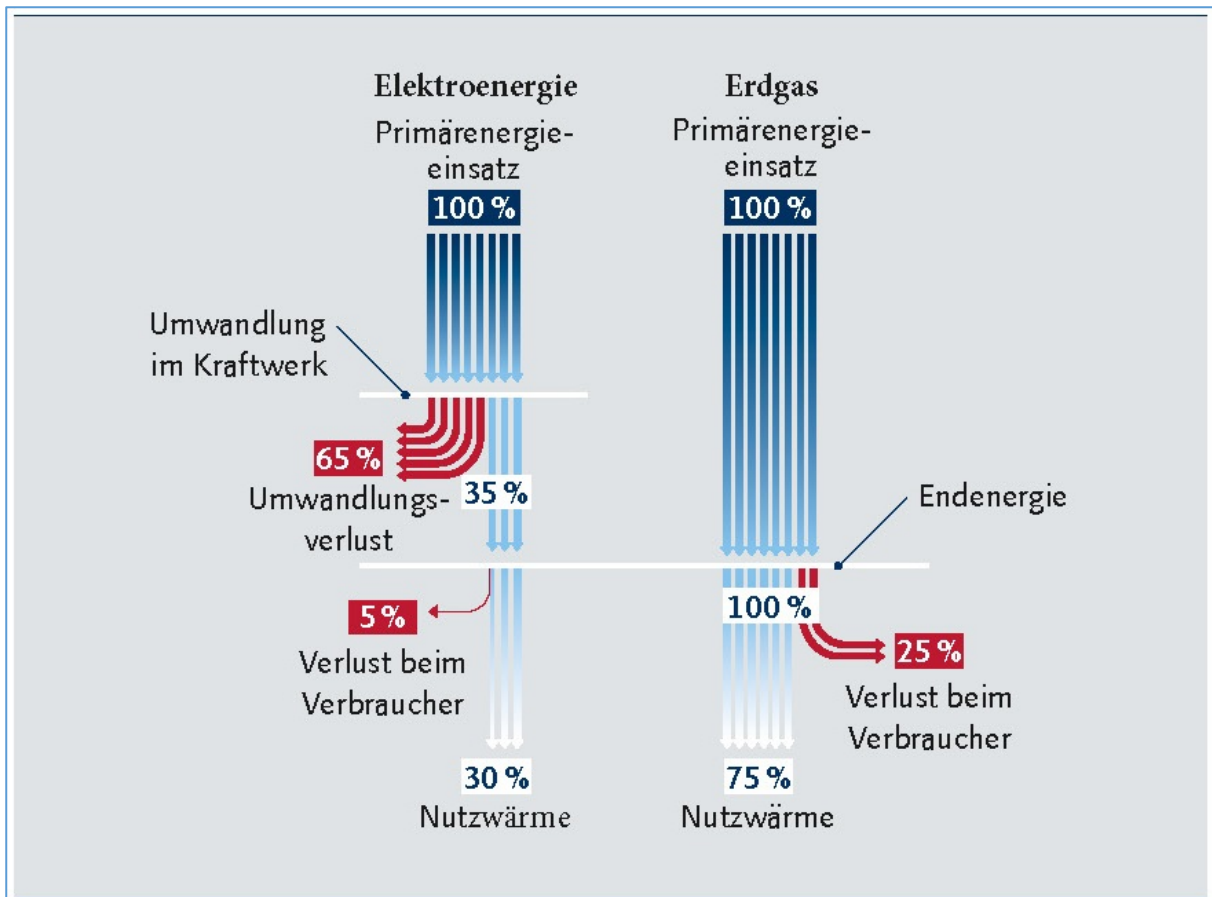 Elektroenergie
Primärenergie-
einsatz
100 %
Erdgas
Primärenergie-
einsatz
100 %
Umwandlung
im Kraftwerk
65 %
Umwandlungs-
verlust
35 %
Endenergie
5 %
Verlust beim
Verbraucher
100 %
25 %
Verlust beim
Verbraucher
30 %
Nutzwärme
75 %
Nutzwärme